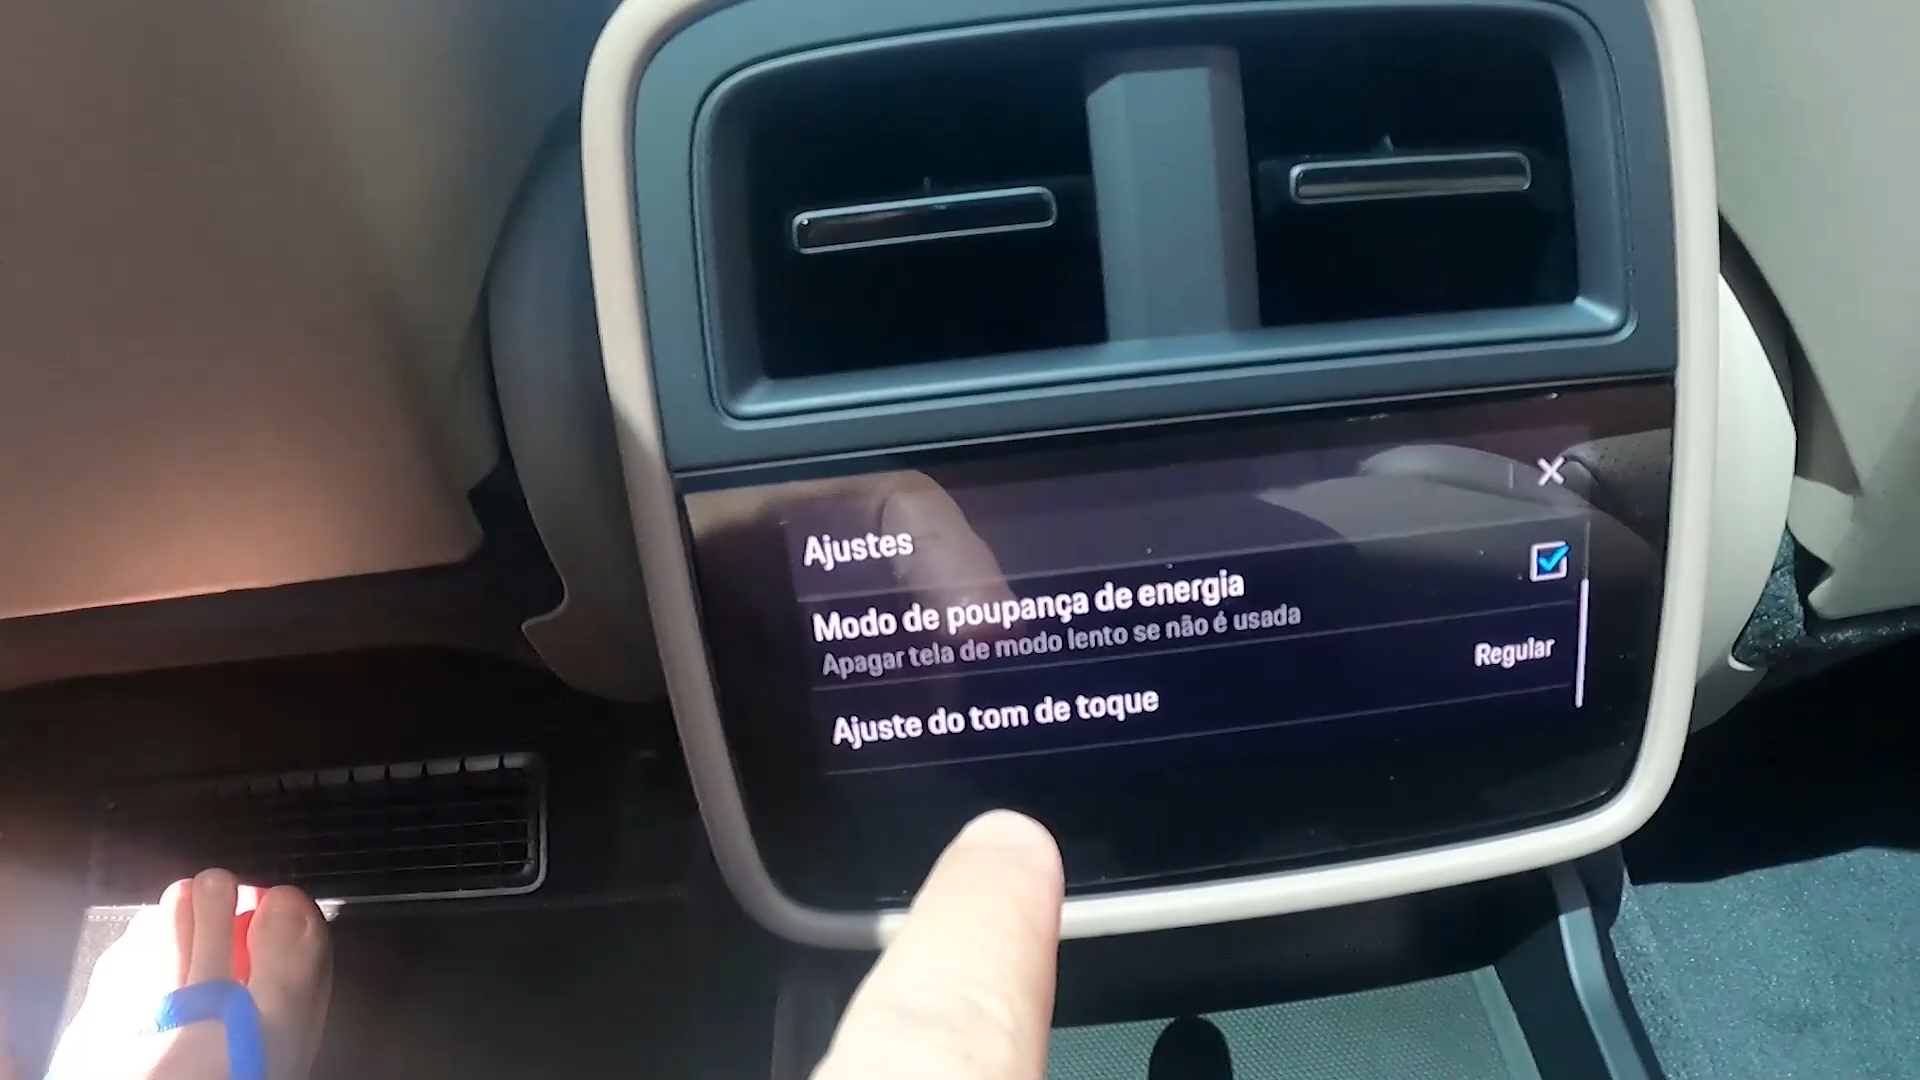 Ajustes
Modo de poupança de energia
Apagar tela de modo lento se não é usada
Regular
Ajuste do tom de toque